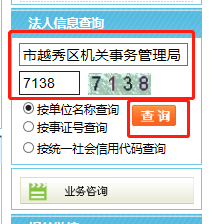 法人信息查询
市越秀区机关事务管理局
7138 7138
按单位名称查询
查询
按事证号查询
按统一社会信用代码查询
业务咨询